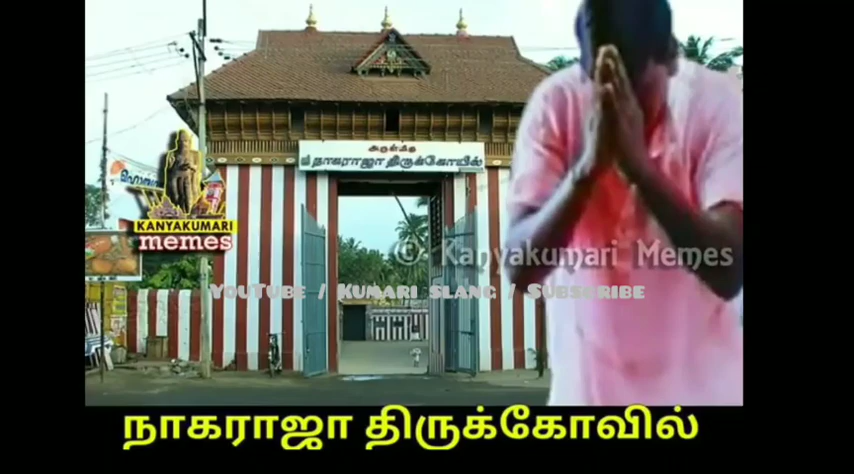 அருள்மிகு
நாகராஜா திருக்கோயில்
KANYAKUMARI
MEMES
© Kanyakumari Memes
YouTube / Kumari slang / Subscribe
நாகராஜா திருக்கோவில்